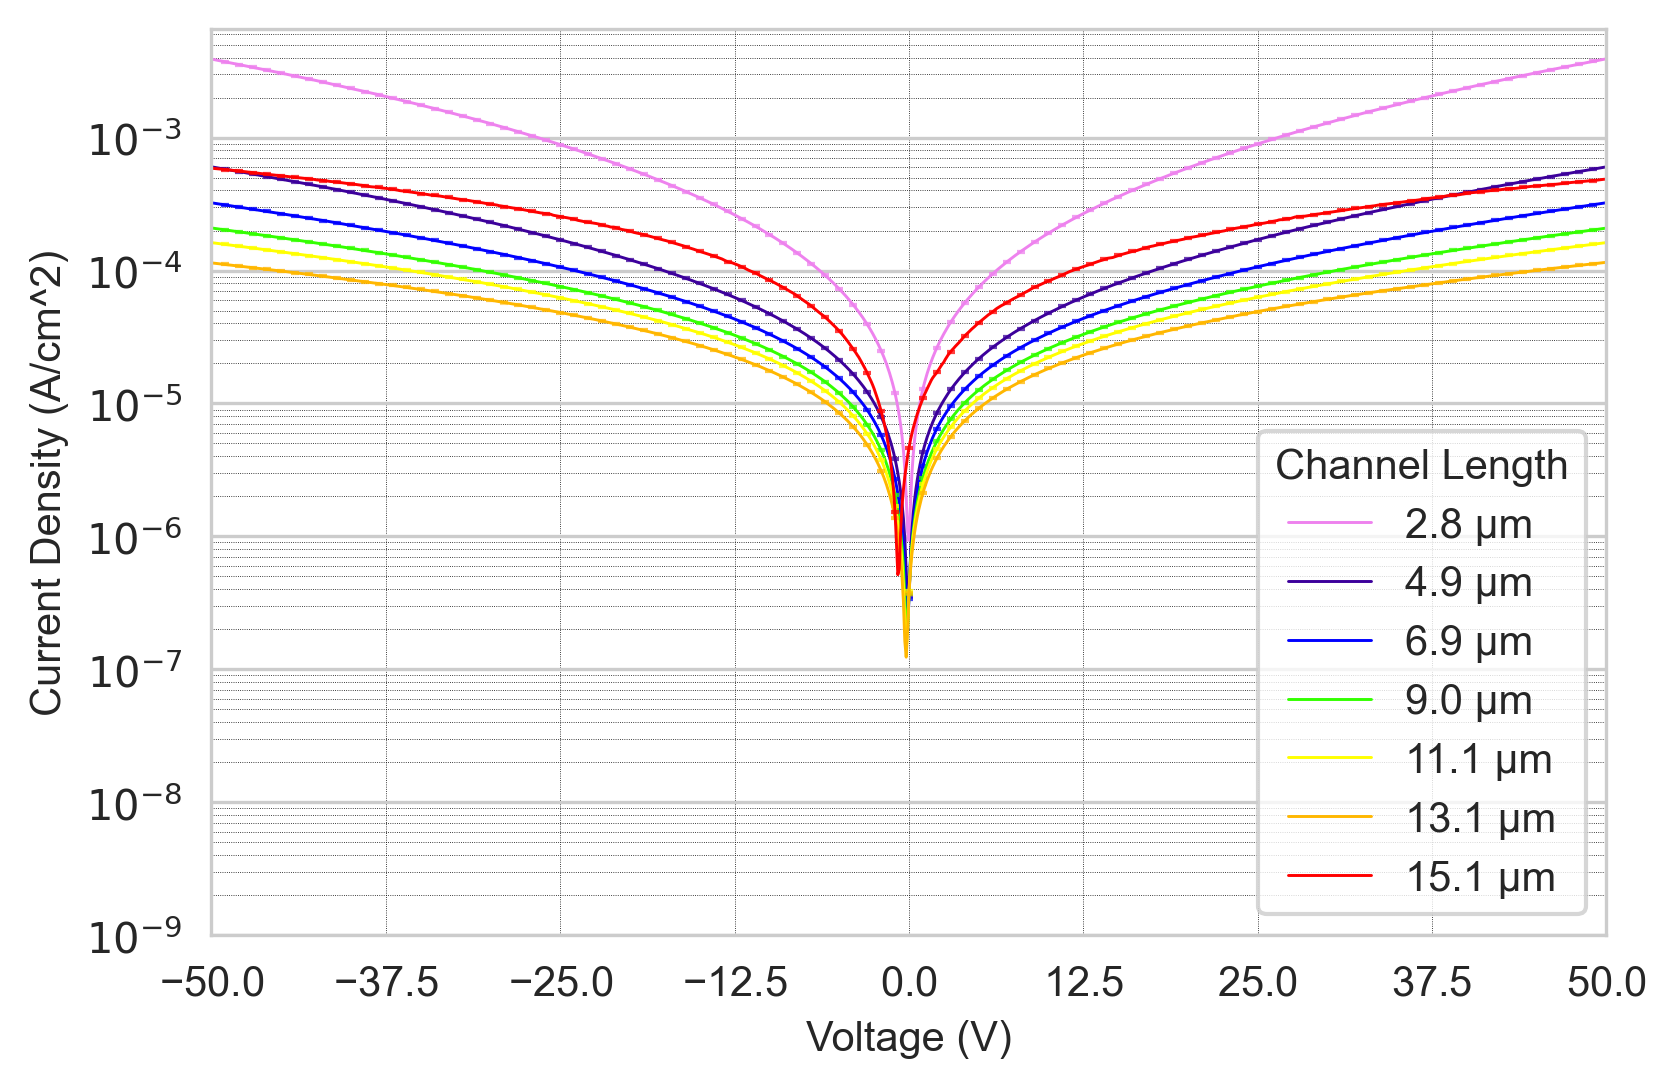 Current Density (A/cm^2)
10⁻³
10⁻⁴
10⁻⁵
10⁻⁶
10⁻⁷
10⁻⁸
10⁻⁹
Channel Length
2.8 µm
4.9 µm
6.9 µm
9.0 µm
11.1 µm
13.1 µm
15.1 µm
−50.0 −37.5 −25.0 −12.5 0.0 12.5 25.0 37.5 50.0
Voltage (V)